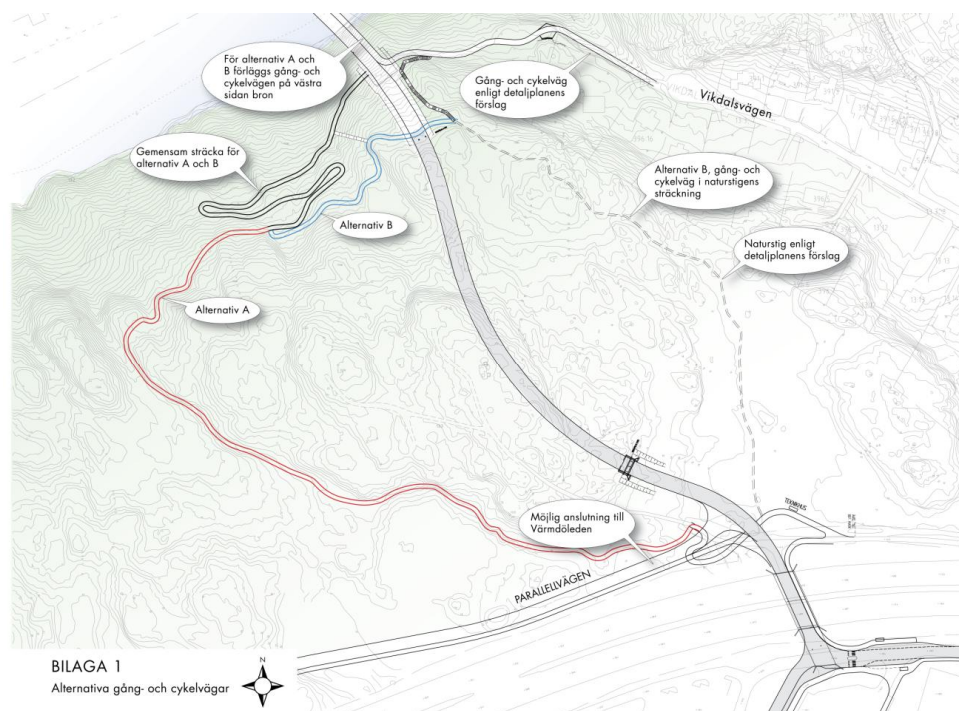 För alternativ A och
B förläggs gång- och
cykelvägen på västra
sidan bron
Gång- och cykelväg
enligt detaljplanens
förslag
Vikdalsvägen
Gemensam sträcka för
alternativ A och B
Alternativ B, gång- och
cykelväg i naturstigens
sträckning
Alternativ B
Naturstig enligt
detaljplanens förslag
Alternativ A
TEKNIKHUS
Möjlig anslutning till
Värmdöleden
PARALLELLVÄGEN
BILAGA 1
Alternativa gång- och cykelvägar
N